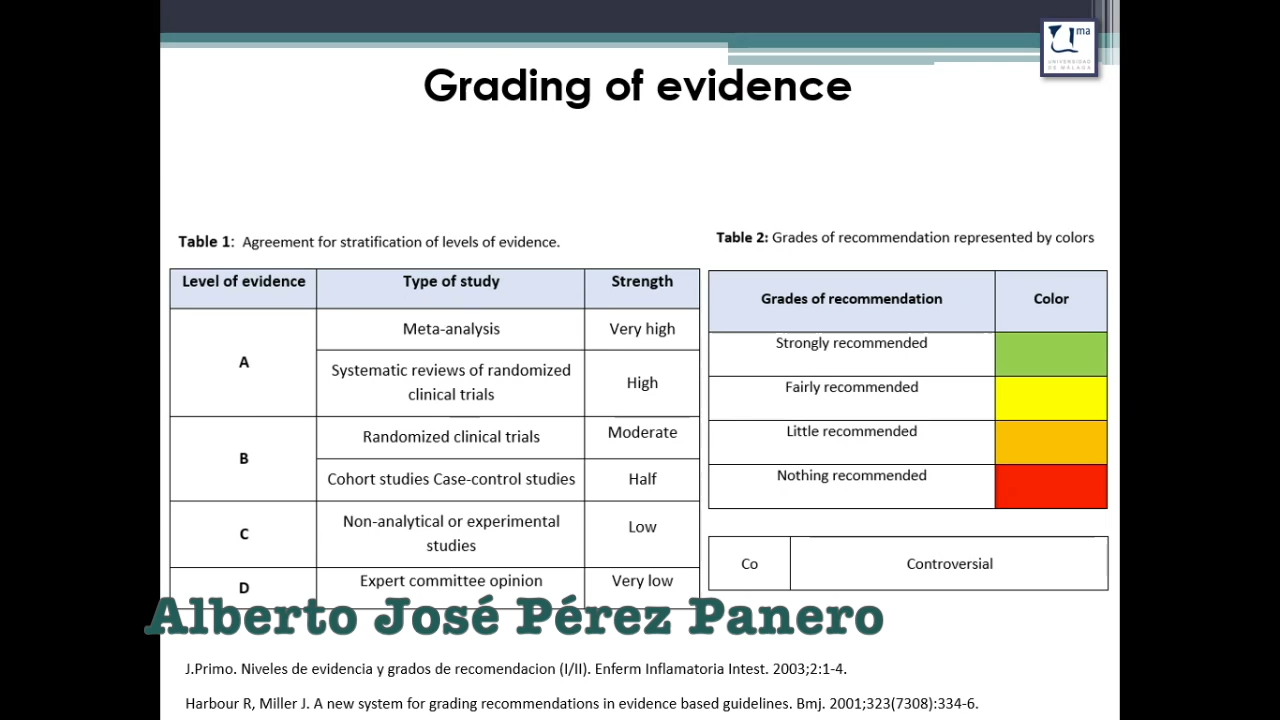 ma
UNIVERSIDAD
DE MÁLAGA
Grading of evidence
Table 1: Agreement for stratification of levels of evidence.
Level of evidence Type of study Strength
A
Meta-analysis Very high
Systematic reviews of randomized
clinical trials
High
B
Randomized clinical trials Moderate
Cohort studies Case-control studies Half
C
Non-analytical or experimental
studies
Low
D
Expert committee opinion Very low
Table 2: Grades of recommendation represented by colors
Grades of recommendation Color
Strongly recommended
Fairly recommended
Little recommended
Nothing recommended
Co Controversial
Alberto José Pérez Panero
J.Primo. Niveles de evidencia y grados de recomendacion (I/II). Enferm Inflamatoria Intest. 2003;2:1-4.
Harbour R, Miller J. A new system for grading recommendations in evidence based guidelines. Bmj. 2001;323(7308):334-6.